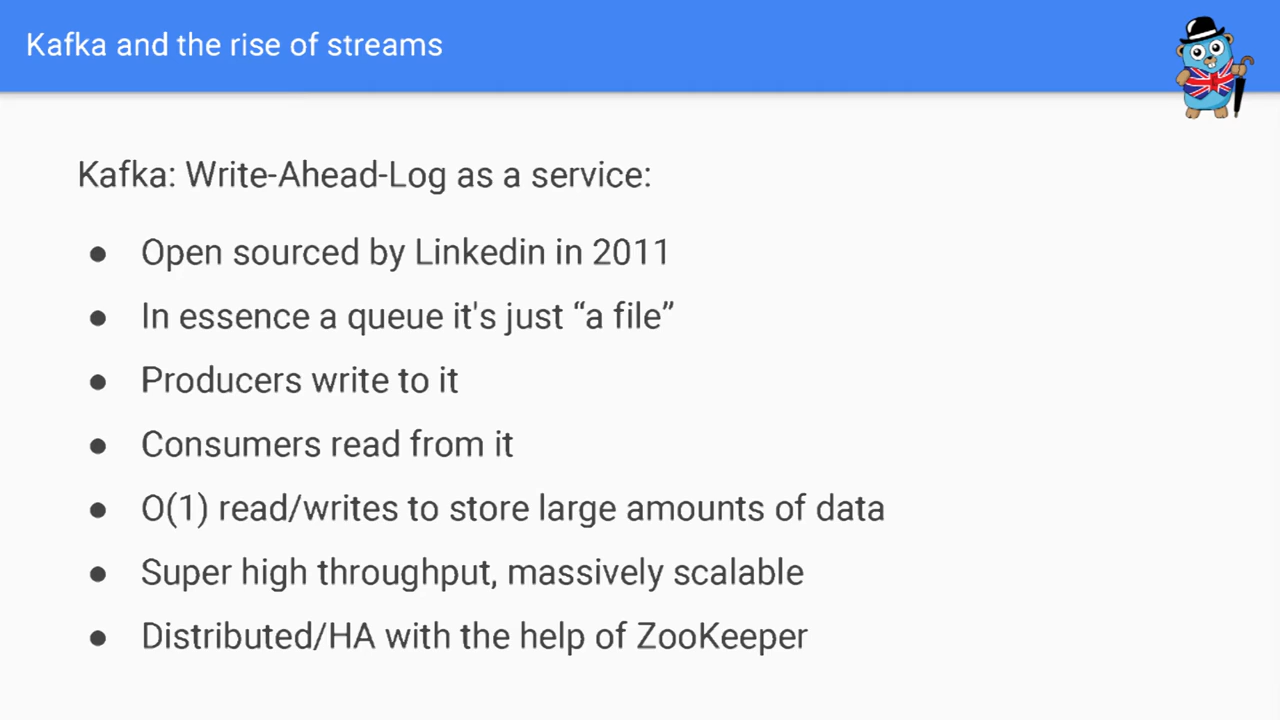 Kafka and the rise of streams
Kafka: Write-Ahead-Log as a service:
● Open sourced by Linkedin in 2011
● In essence a queue it's just “a file”
● Producers write to it
● Consumers read from it
● O(1) read/writes to store large amounts of data
● Super high throughput, massively scalable
● Distributed/HA with the help of ZooKeeper